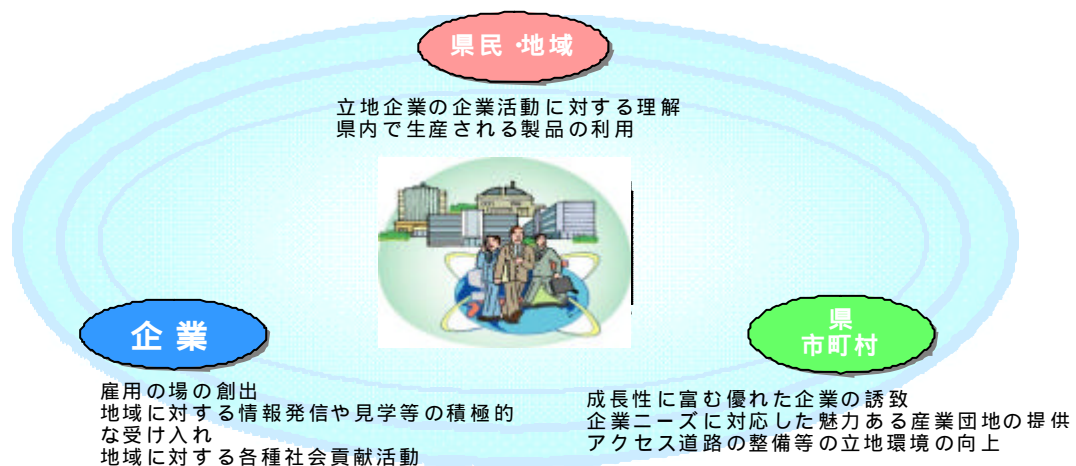 県民・地域
立地企業の企業活動に対する理解
県内で生産される製品の利用
企業
雇用の場の創出
地域に対する情報発信や見学等の積極的
な受け入れ
地域に対する各種社会貢献活動
県
市町村
成長性に富む優れた企業の誘致
企業ニーズに対応した魅力ある産業団地の提供
アクセス道路の整備等の立地環境の向上